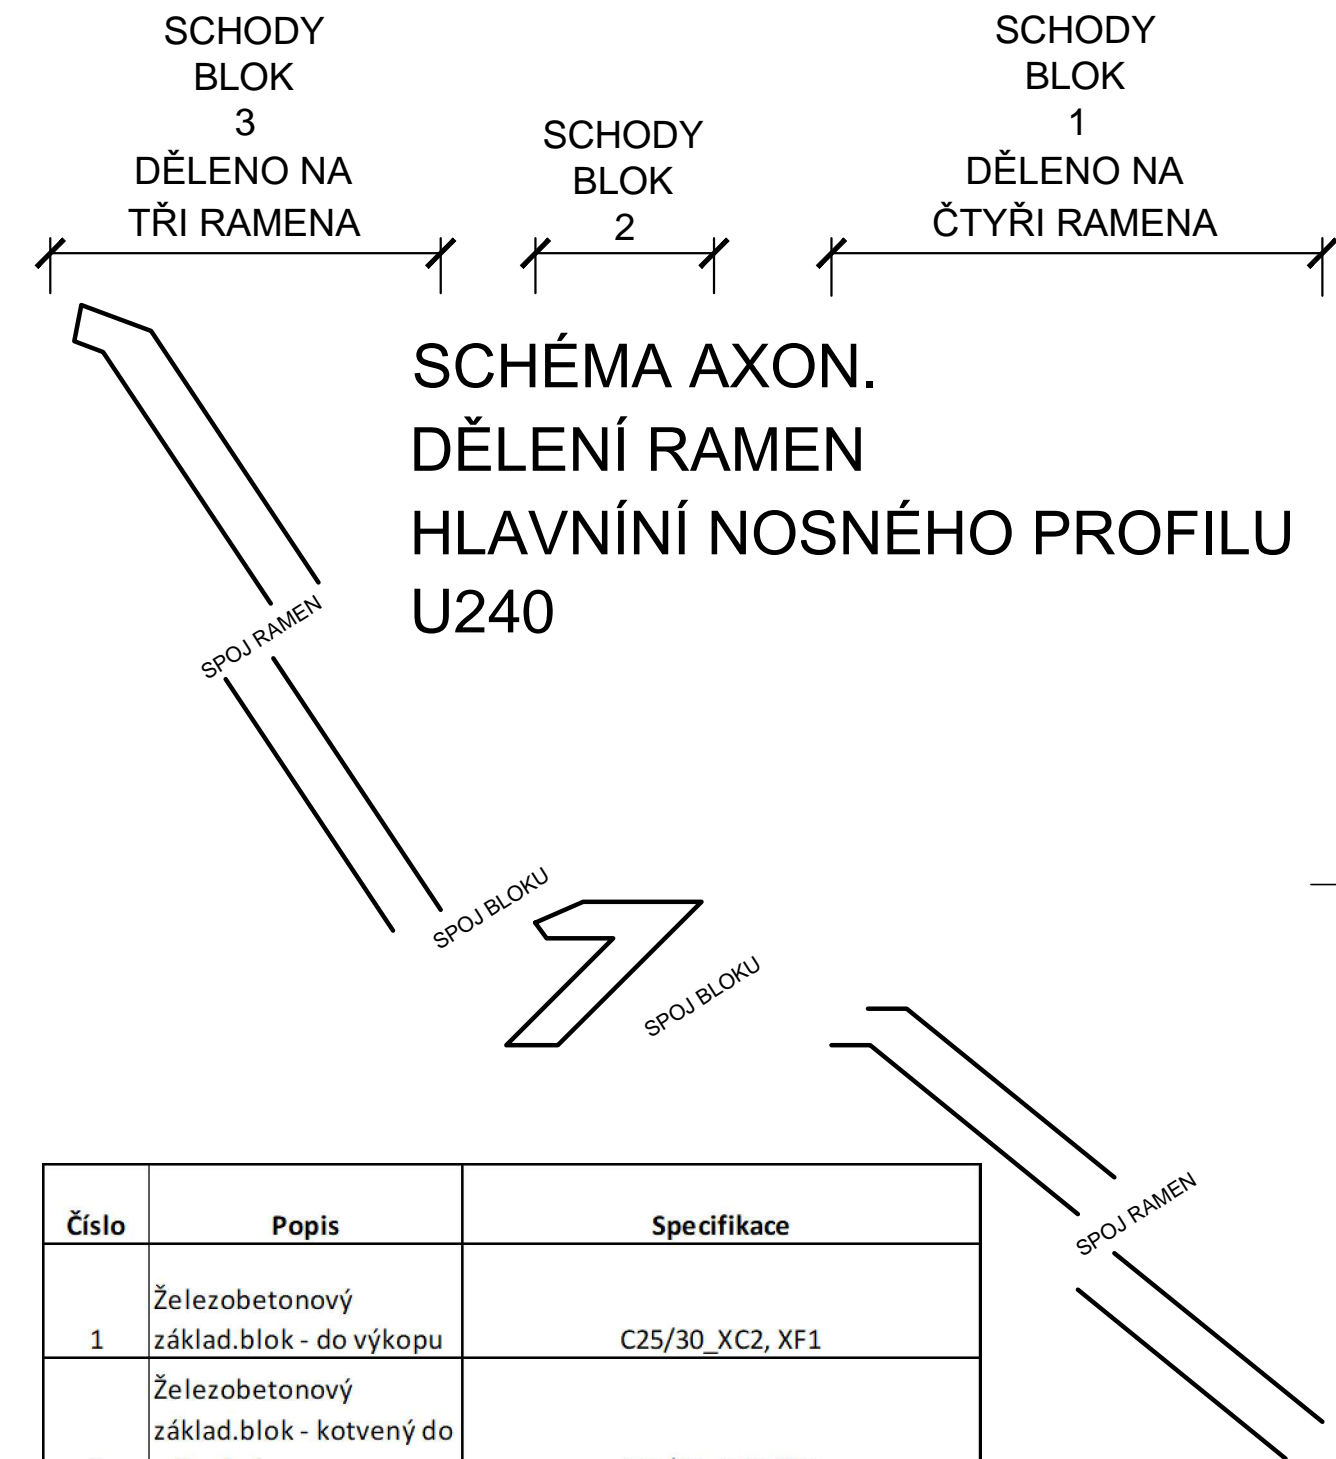 SCHODY
BLOK
3
DĚLENO NA
TŘI RAMENA
SCHODY
BLOK
2
SCHODY
BLOK
1
DĚLENO NA
ČTYŘI RAMENA
SCHÉMA AXON.
DĚLENÍ RAMEN
HLAVNÍNÍ NOSNÉHO PROFILU
U240
SPOJ RAMEN
SPOJ BLOKU
SPOJ BLOKU
SPOJ RAMEN
Číslo Popis Specifikace
Železobetonový
1 základ.blok - do výkopu C25/30_XC2, XF1
Železobetonový
základ.blok - kotvený do